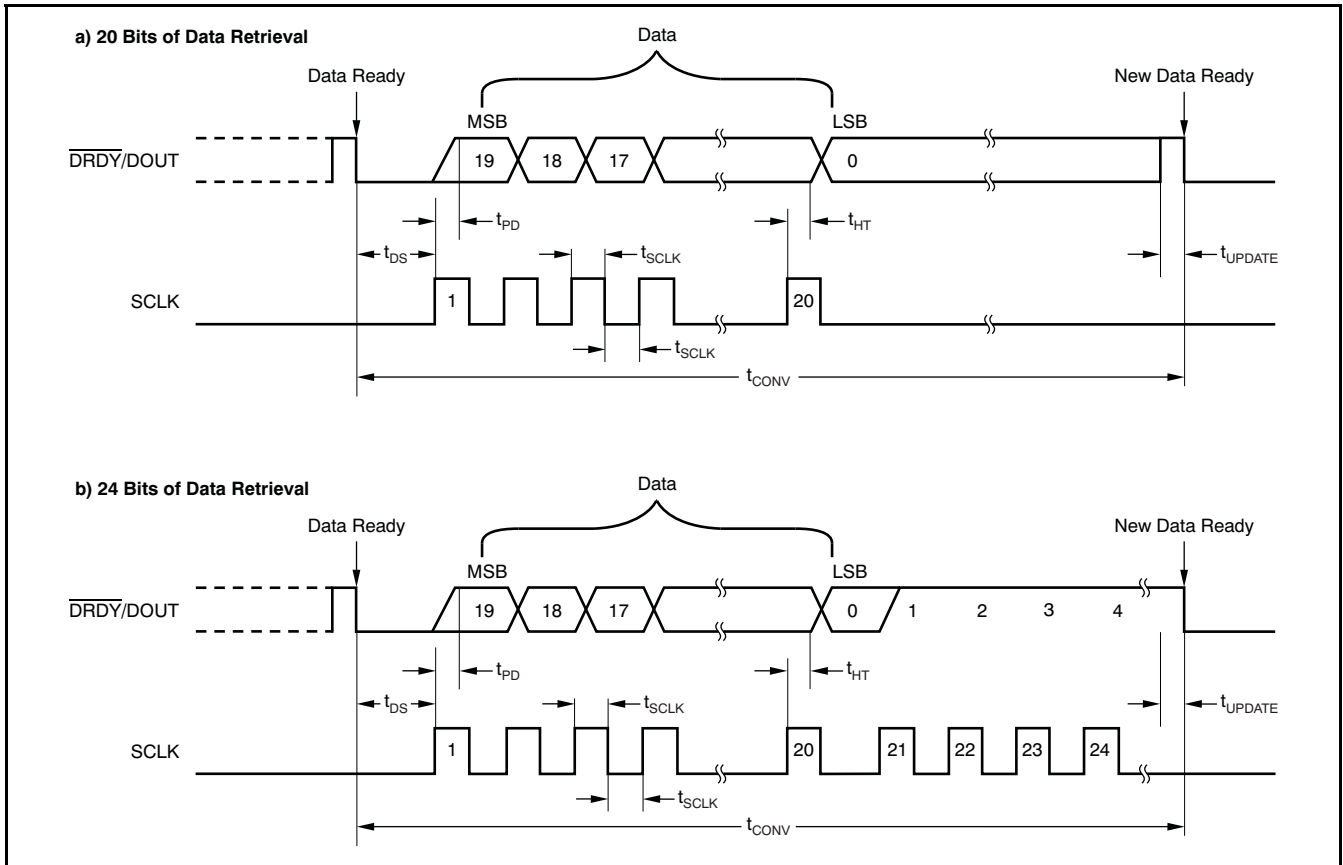 a) 20 Bits of Data Retrieval
Data
Data Ready
New Data Ready
MSB
LSB
DRDY/DOUT
19
18
17
0
tPD
tHT
tDS
tSCLK
tUPDATE
SCLK
1
20
tSCLK
tCONV
b) 24 Bits of Data Retrieval
Data
Data Ready
New Data Ready
MSB
LSB
DRDY/DOUT
19
18
17
0
1
2
3
4
tPD
tHT
tDS
tSCLK
tUPDATE
SCLK
1
20
21
22
23
24
tSCLK
tCONV